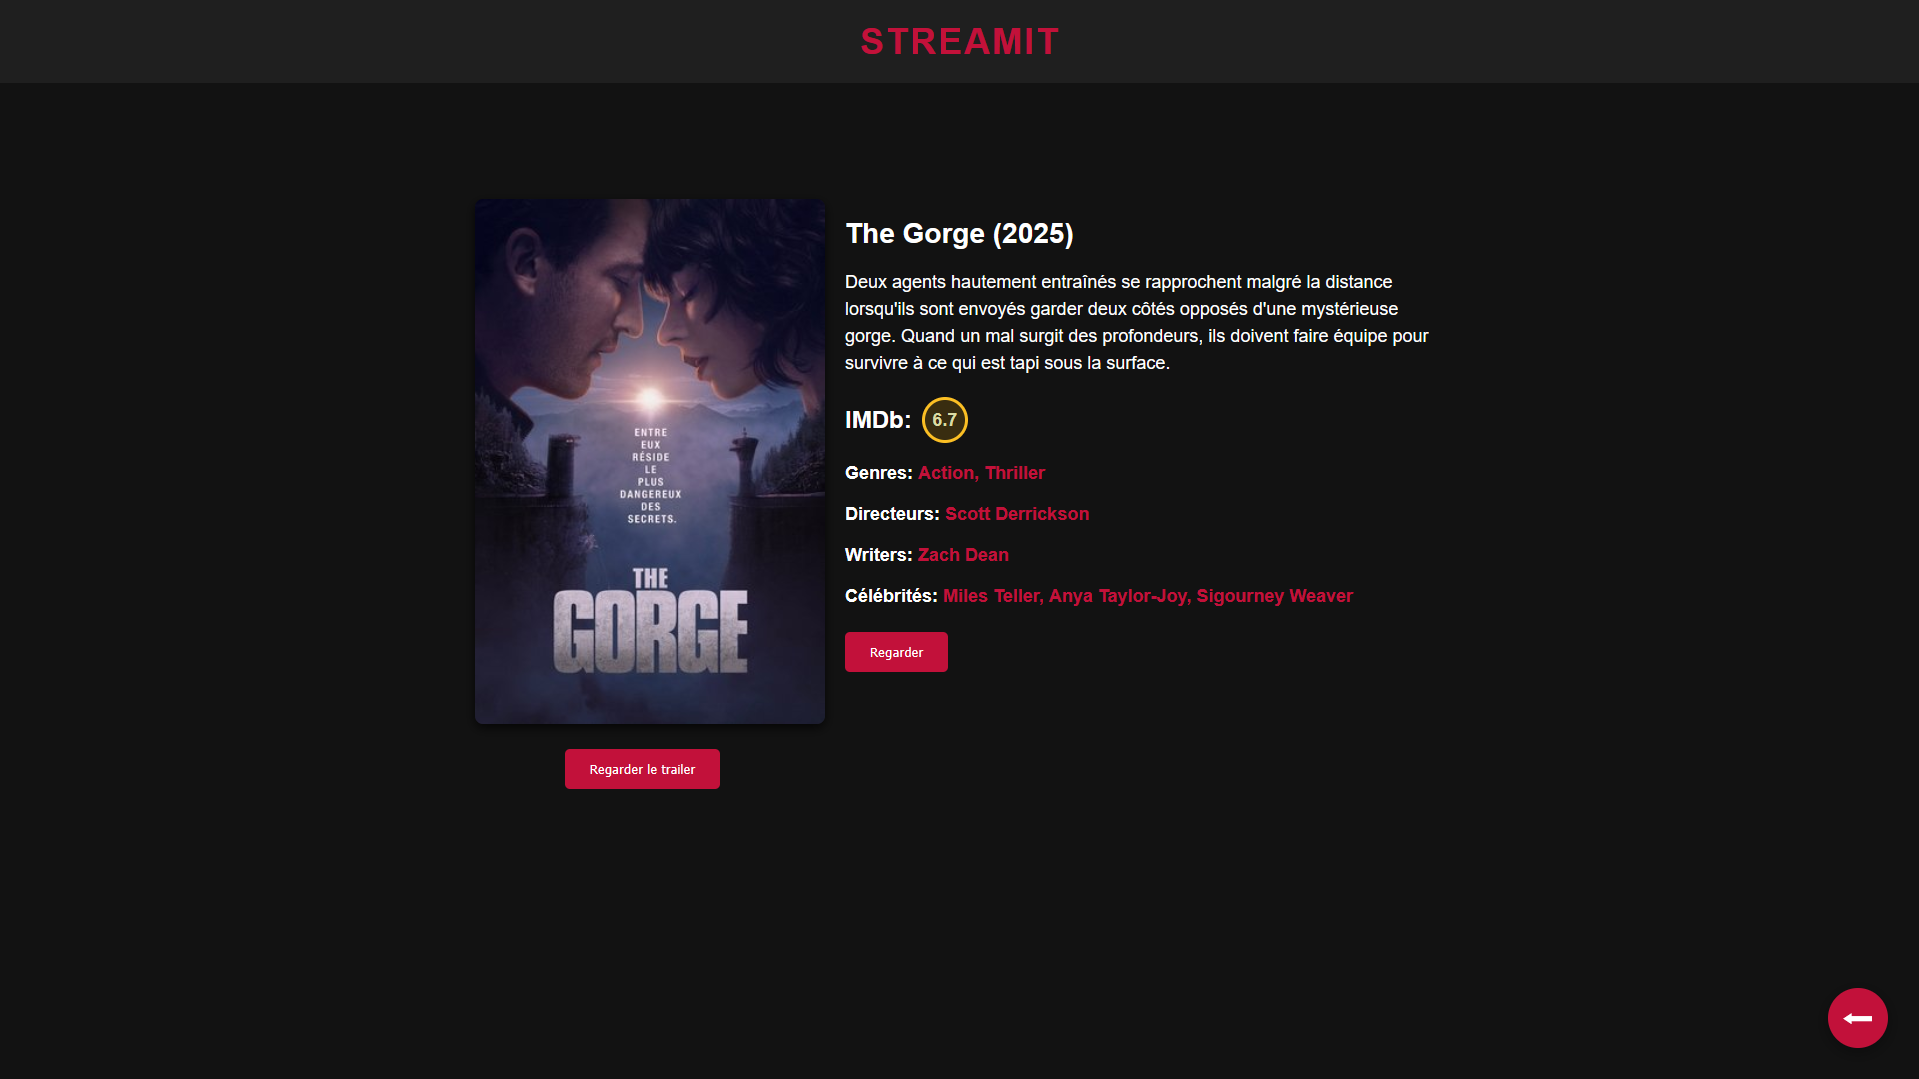 STREAMIT
ENTRE
EUX
RÉSIDE
LE
PLUS
DANGEREUX
DES
SECRETS.
THE
GORGE
Regarder le trailer
The Gorge (2025)
Deux agents hautement entraînés se rapprochent malgré la distance
lorsqu'ils sont envoyés garder deux côtés opposés d'une mystérieuse
gorge. Quand un mal surgit des profondeurs, ils doivent faire équipe pour
survivre à ce qui est tapi sous la surface.
IMDb: 6.7
Genres: Action, Thriller
Directeurs: Scott Derrickson
Writers: Zach Dean
Célébrités: Miles Teller, Anya Taylor-Joy, Sigourney Weaver
Regarder